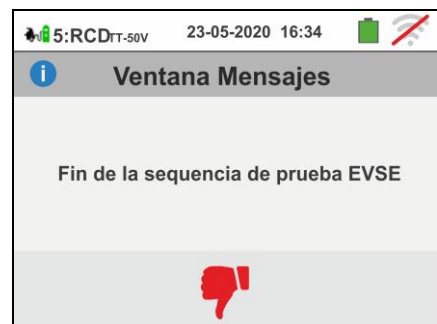 5:RCDTT-50V 23-05-2020 16:34
i Ventana Mensajes
Fin de la sequencia de prueba EVSE